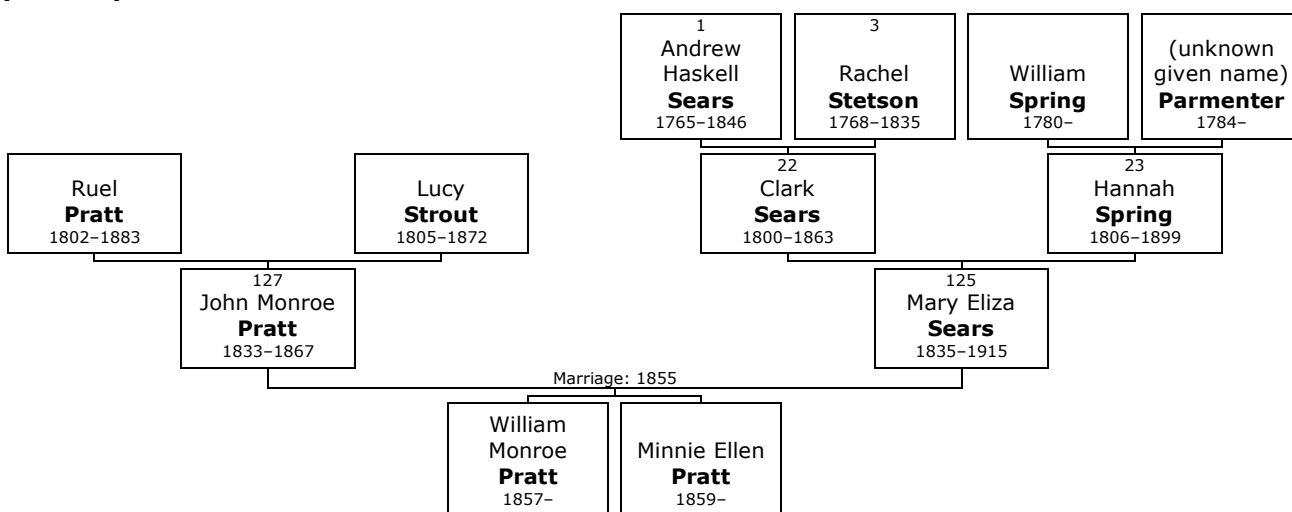 1
Andrew
Haskell
Sears
1765–1846
3
Rachel
Stetson
1768–1835
William
Spring
1780–
(unknown
given name)
Parmenter
1784–
Ruel
Pratt
1802–1883
Lucy
Strout
1805–1872
22
Clark
Sears
1800–1863
23
Hannah
Spring
1806–1899
127
John Monroe
Pratt
1833–1867
125
Mary Eliza
Sears
1835–1915
Marriage: 1855
William
Monroe
Pratt
1857–
Minnie Ellen
Pratt
1859–